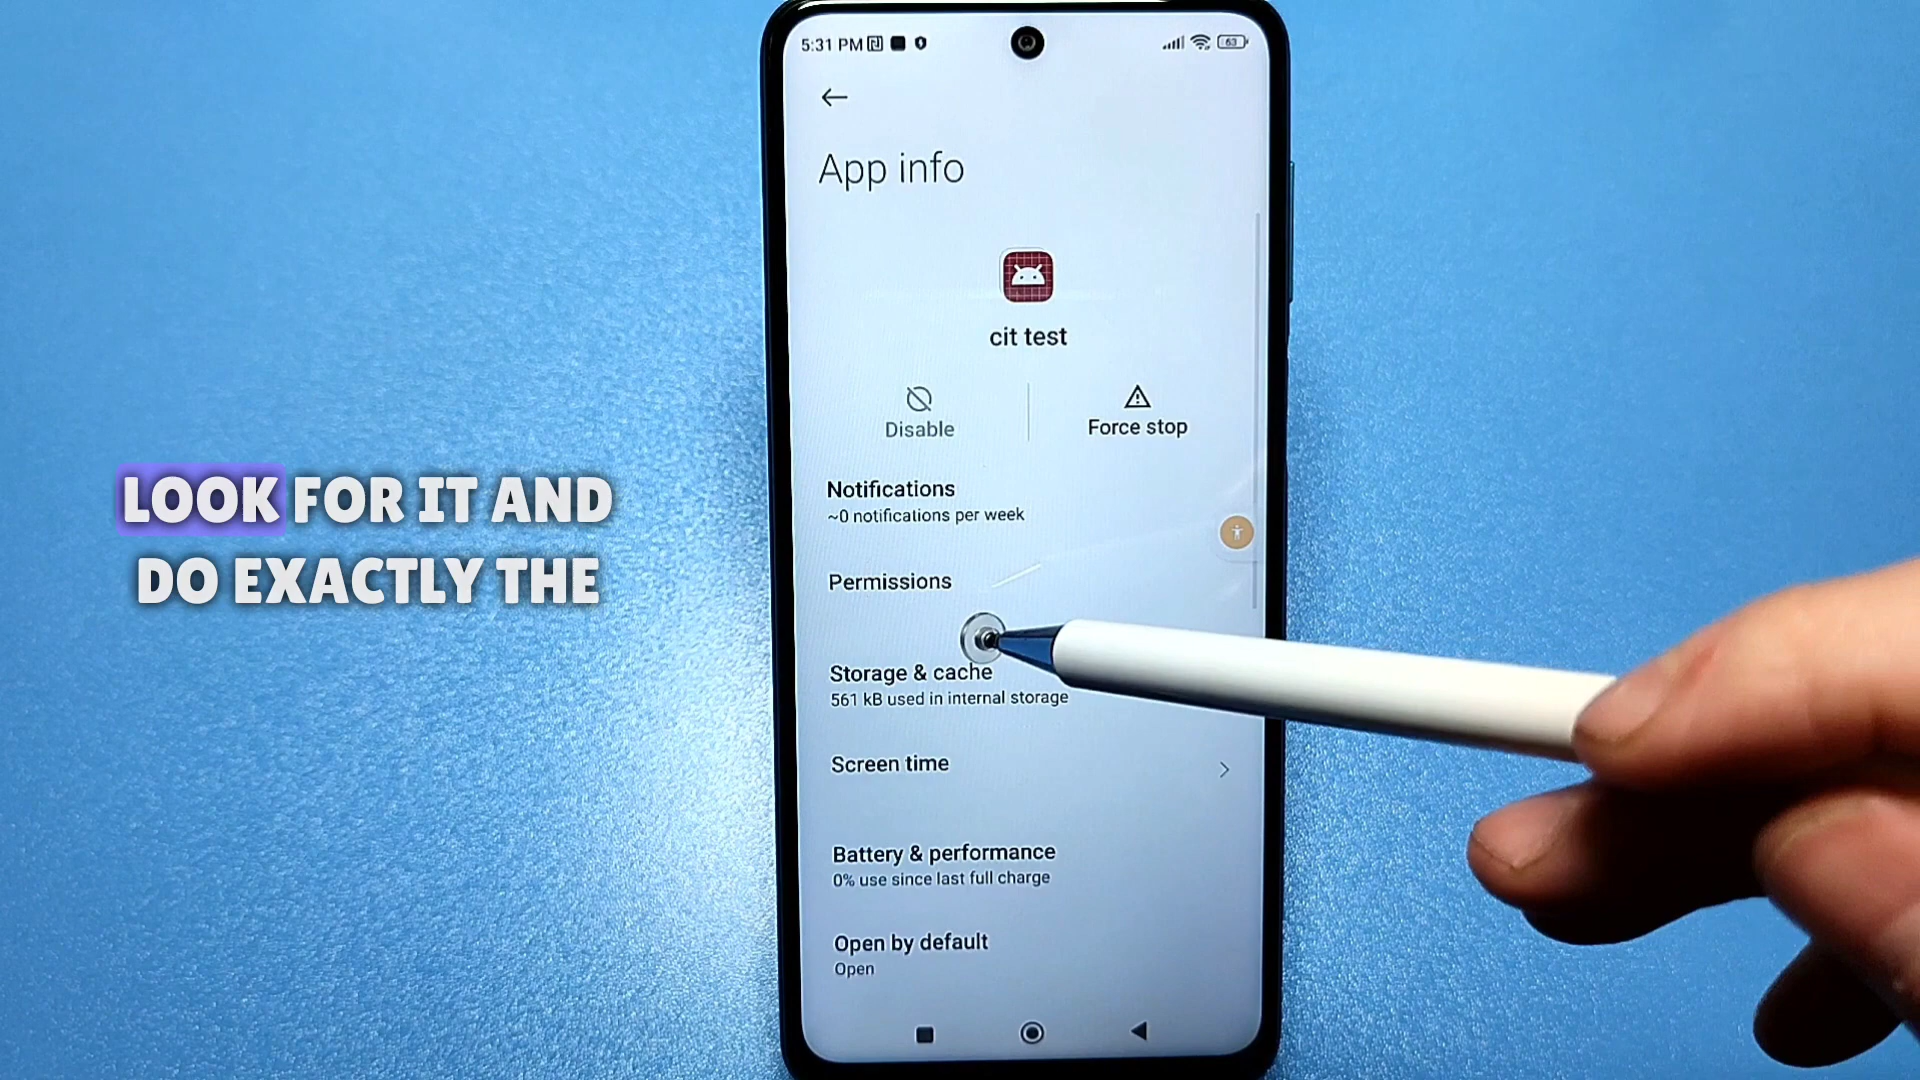 5:31 PM
63
App info
cit test
Disable
Force stop
Notifications
~0 notifications per week
Permissions
Storage & cache
561 kB used in internal storage
Screen time
Battery & performance
0% use since last full charge
Open by default
Open
LOOK FOR IT AND
DO EXACTLY THE